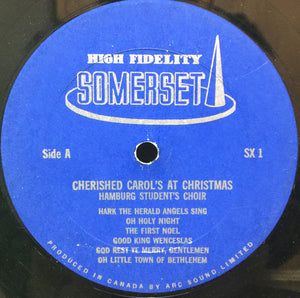 HIGH FIDELITY
SOMERSET
Side A
SX 1
CHERISHED CAROL'S AT CHRISTMAS
HAMBURG STUDENT'S CHOIR
HARK THE HERALD ANGELS SING
OH HOLY NIGHT
THE FIRST NOEL
GOOD KING WENCESLAS
GOD REST YE MERRY, GENTLEMEN
OH LITTLE TOWN OF BETHLEHEM
PRODUCED IN CANADA BY ARC SOUND LIMITED